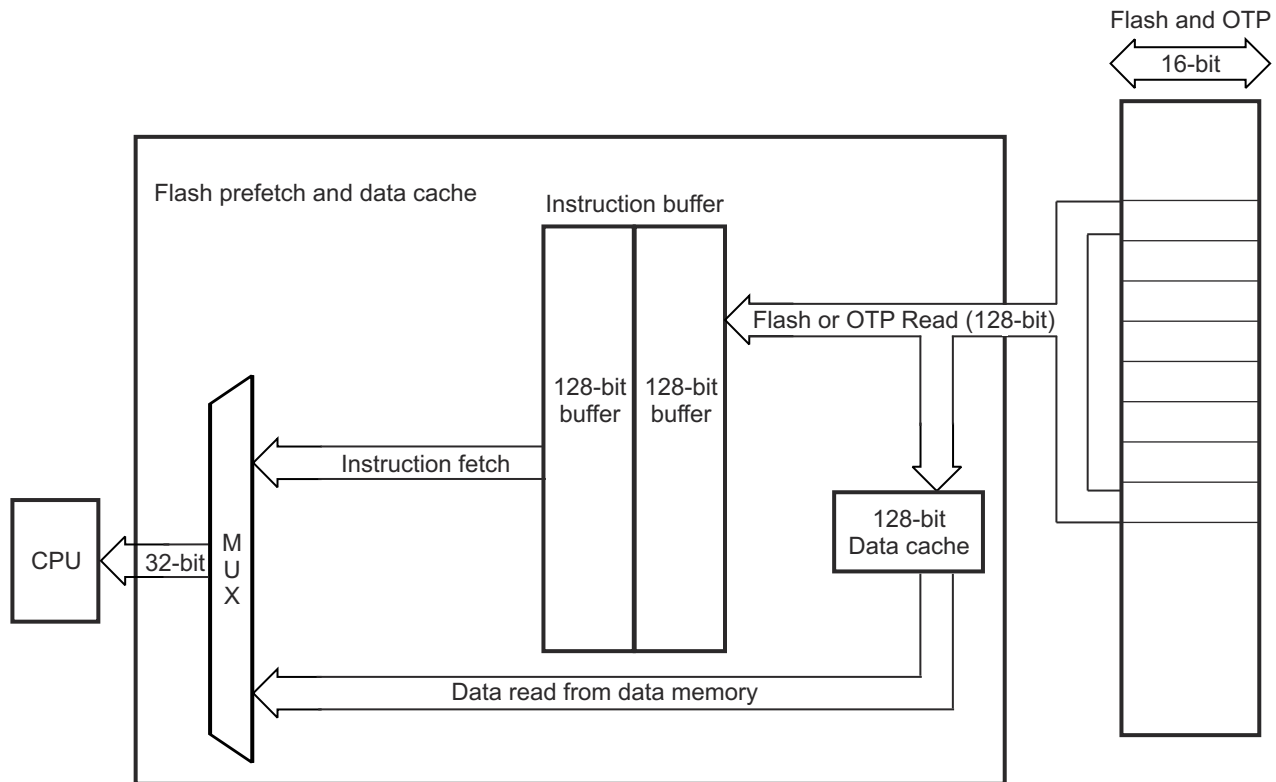 Flash and OTP
16-bit
Flash prefetch and data cache
Instruction buffer
Flash or OTP Read (128-bit)
128-bit
buffer
128-bit
buffer
Instruction fetch
128-bit
Data cache
CPU
32-bit
M
U
X
Data read from data memory